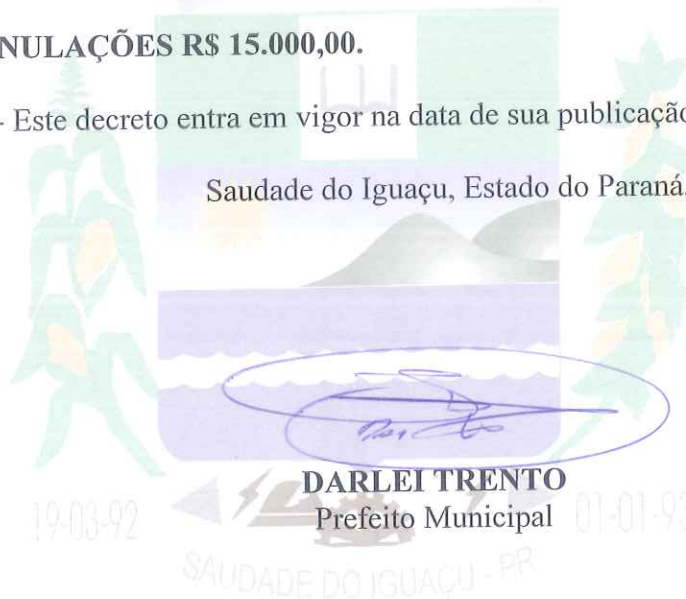 NULAÇÕES R$ 15.000,00.
- Este decreto entra em vigor na data de sua publicação
Saudade do Iguaçu, Estado do Paraná.
DARLEI TRENTO
Prefeito Municipal
19-03-92
01-01-93
SAUDADE DO IGUAÇU - PR